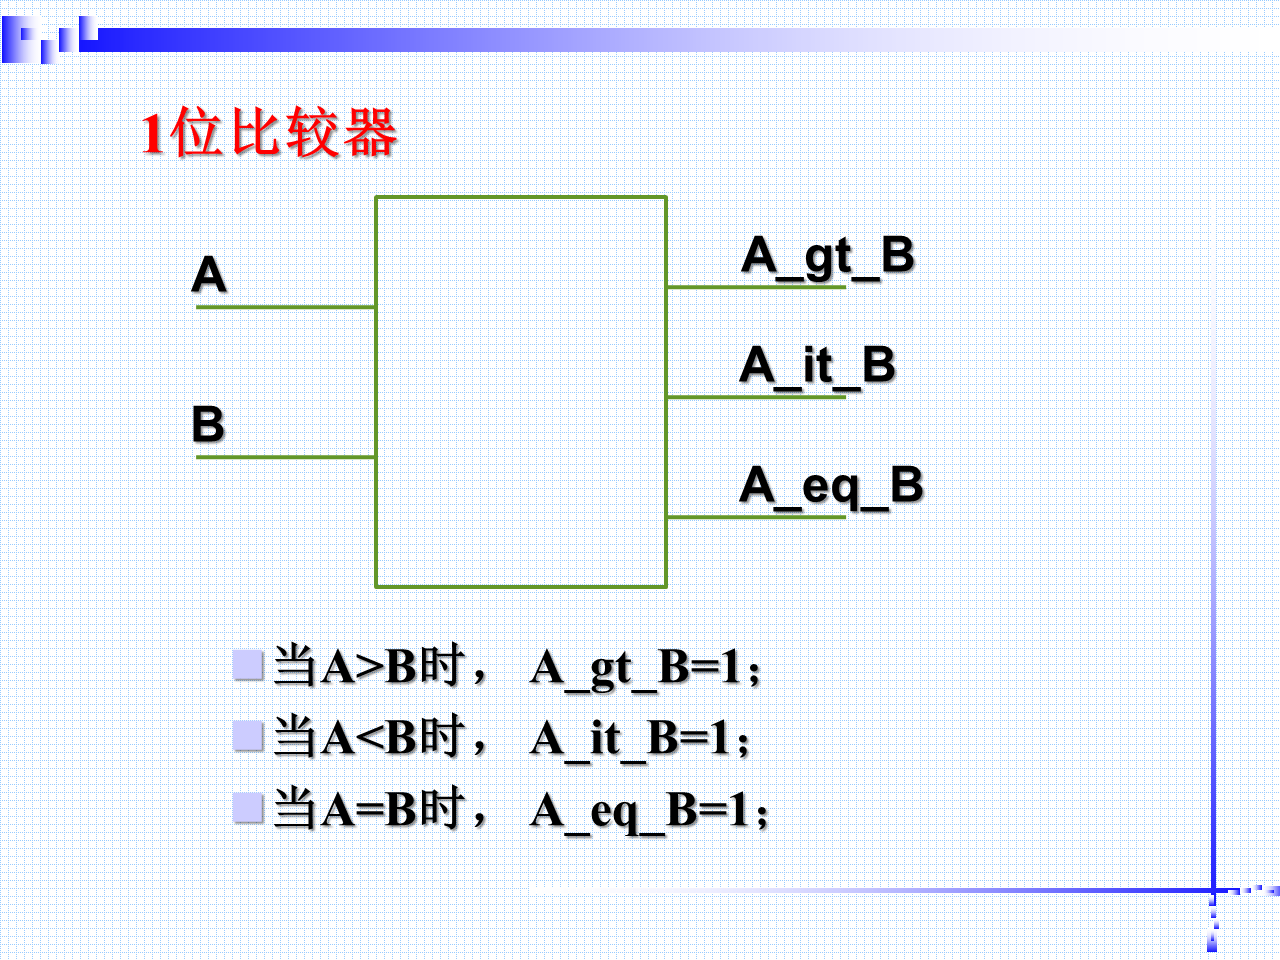 1位比较器
A
A_gt_B
A_it_B
B
A_eq_B
当A>B时， A_gt_B=1；
当A<B时， A_it_B=1；
当A=B时， A_eq_B=1；